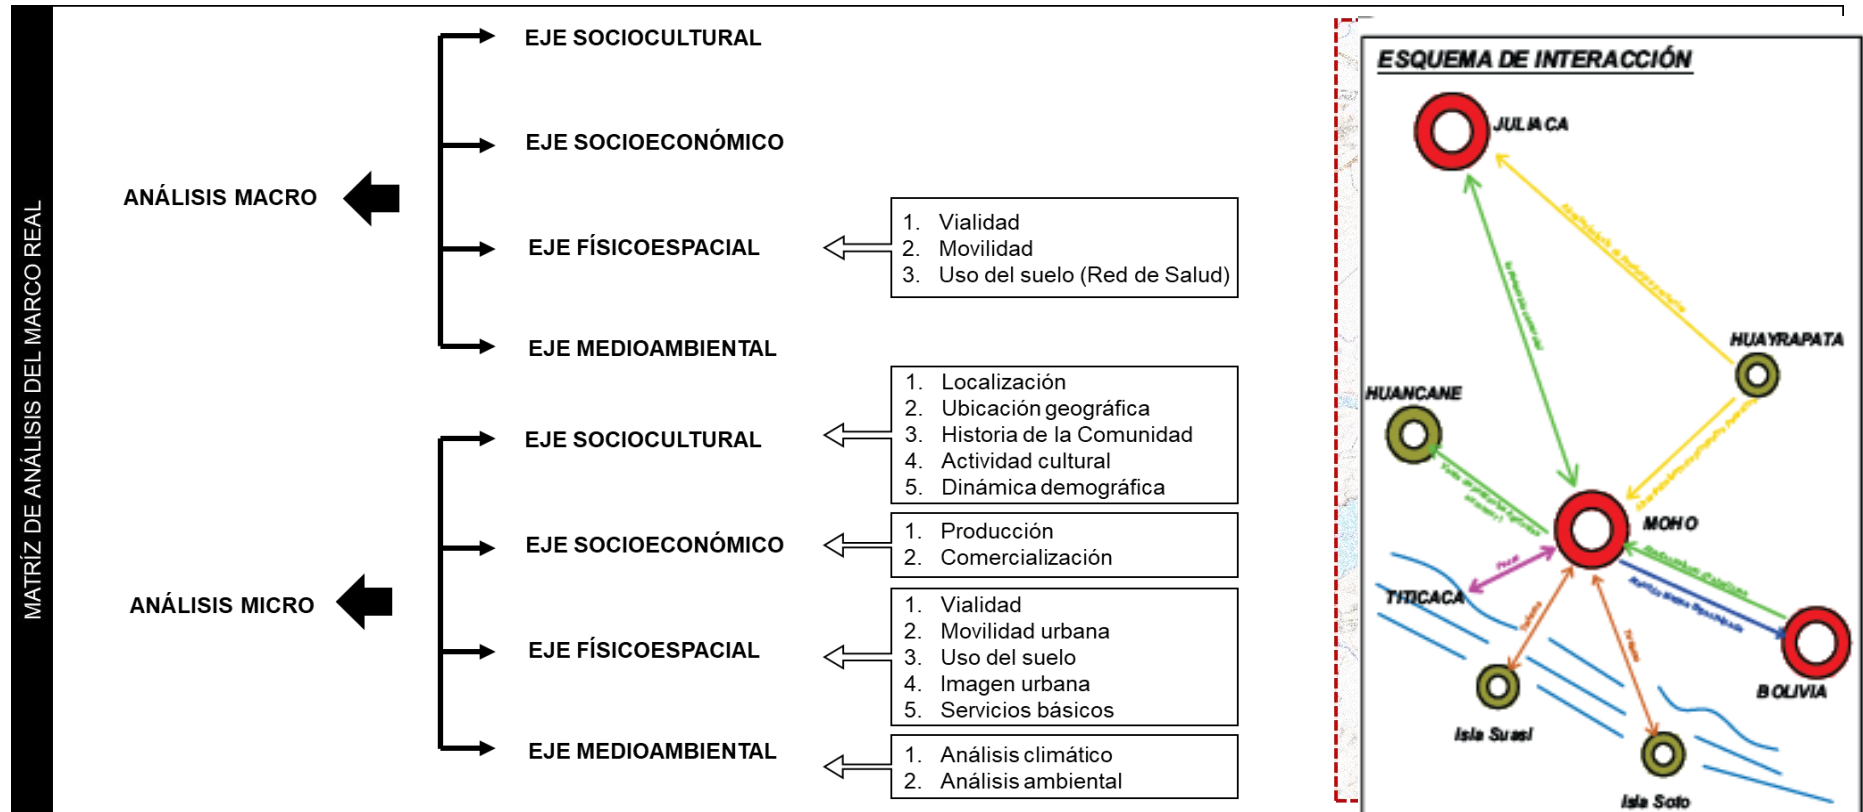 MATRÍZ DE ANÁLISIS DEL MARCO REAL
ANÁLISIS MACRO
EJE SOCIOCULTURAL
EJE SOCIOECONÓMICO
EJE FÍSICOESPACIAL
1. Vialidad
2. Movilidad
3. Uso del suelo (Red de Salud)
EJE MEDIOAMBIENTAL
ANÁLISIS MICRO
EJE SOCIOCULTURAL
1. Localización
2. Ubicación geográfica
3. Historia de la Comunidad
4. Actividad cultural
5. Dinámica demográfica
EJE SOCIOECONÓMICO
1. Producción
2. Comercialización
EJE FÍSICOESPACIAL
1. Vialidad
2. Movilidad urbana
3. Uso del suelo
4. Imagen urbana
5. Servicios básicos
EJE MEDIOAMBIENTAL
1. Análisis climático
2. Análisis ambiental
ESQUEMA DE INTERACCIÓN
JULIACA
HUAYRAPATA
HUANCANE
MOHO
TITICACA
BOLIVIA
Isla Suasi
Isla Soto